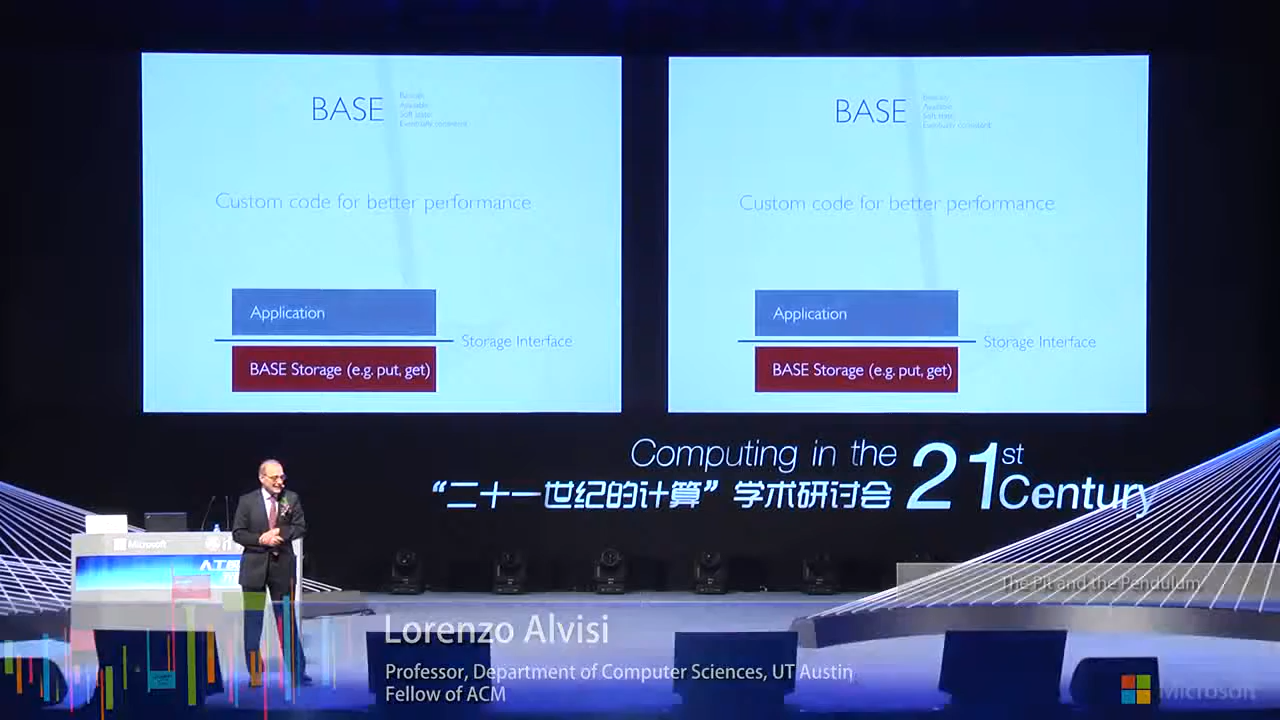 BASE
Basically
Available
Soft state
Eventually consistent
Custom code for better performance
Application
Storage Interface
BASE Storage (e.g. put, get)
BASE
Basically
Available
Soft state
Eventually consistent
Custom code for better performance
Application
Storage Interface
BASE Storage (e.g. put, get)
Computing in the 21st Century
“二十一世纪的计算”学术研讨会
Microsoft
人工
The Pit and the Pendulum
Lorenzo Alvisi
Professor, Department of Computer Sciences, UT Austin
Fellow of ACM
Microsoft